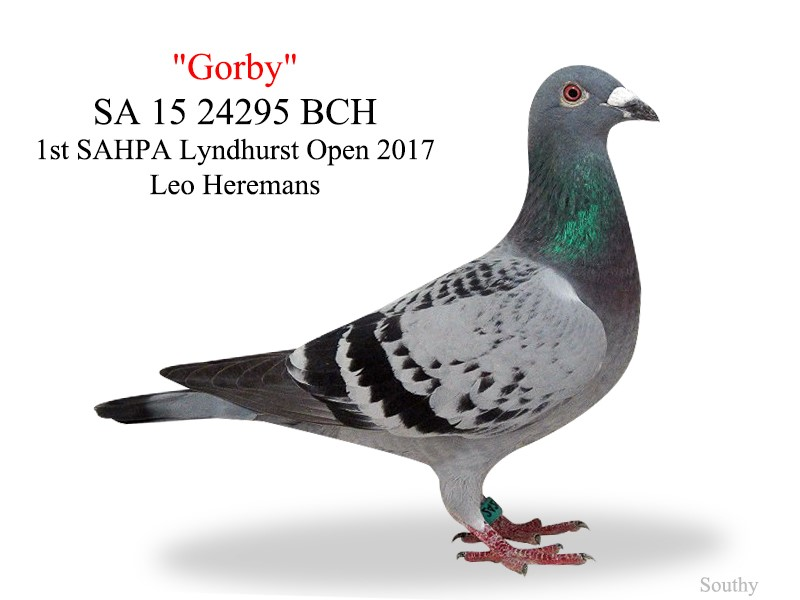 "Gorby"
SA 15 24295 BCH
1st SAHPA Lyndhurst Open 2017
Leo Heremans
Southy